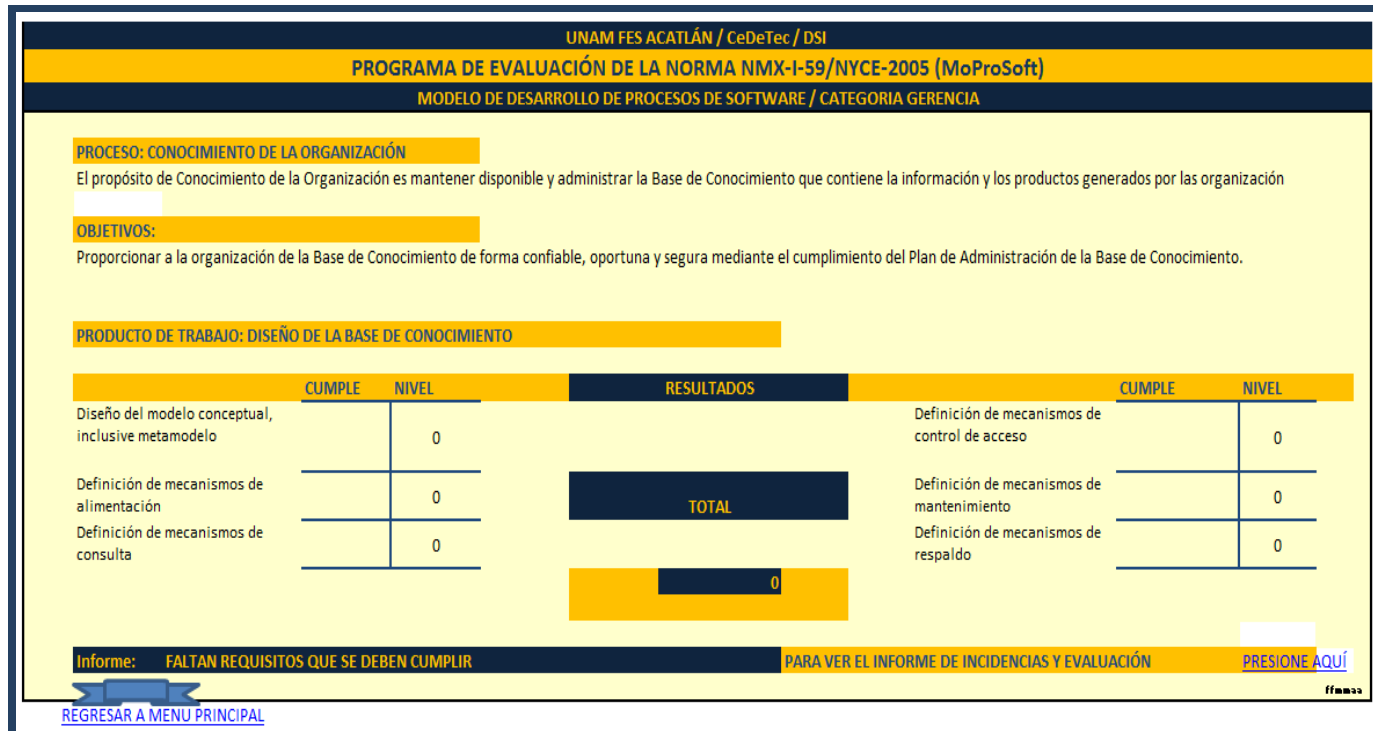 UNAM FES ACATLÁN / CeDeTec / DSI
PROGRAMA DE EVALUACIÓN DE LA NORMA NMX-I-59/NYCE-2005 (MoProSoft)
MODELO DE DESARROLLO DE PROCESOS DE SOFTWARE / CATEGORIA GERENCIA
PROCESO: CONOCIMIENTO DE LA ORGANIZACIÓN
El propósito de Conocimiento de la Organización es mantener disponible y administrar la Base de Conocimiento que contiene la información y los productos generados por las organización
OBJETIVOS:
Proporcionar a la organización de la Base de Conocimiento de forma confiable, oportuna y segura mediante el cumplimiento del Plan de Administración de la Base de Conocimiento.
PRODUCTO DE TRABAJO: DISEÑO DE LA BASE DE CONOCIMIENTO
CUMPLE NIVEL RESULTADOS CUMPLE NIVEL
Diseño del modelo conceptual,
inclusive metamodelo 0
Definición de mecanismos de
control de acceso 0
Definición de mecanismos de
alimentación 0
TOTAL
Definición de mecanismos de
mantenimiento 0
Definición de mecanismos de
consulta 0
Definición de mecanismos de
respaldo 0
0
Informe: FALTAN REQUISITOS QUE SE DEBEN CUMPLIR PARA VER EL INFORME DE INCIDENCIAS Y EVALUACIÓN PRESIONE AQUÍ
ffmmaa
REGRESAR A MENU PRINCIPAL